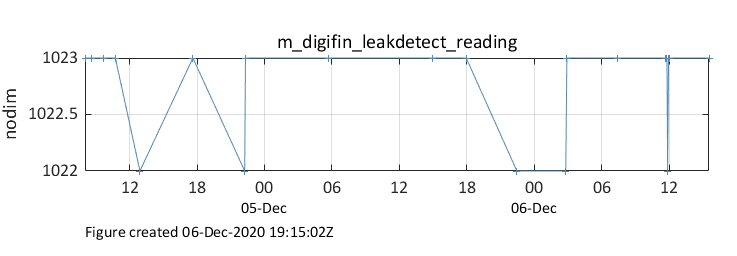 m_digifin_leakdetect_reading
nodim
1023
1022.5
1022
12 18 00 06 12 18 00 06 12
05-Dec 06-Dec
Figure created 06-Dec-2020 19:15:02Z